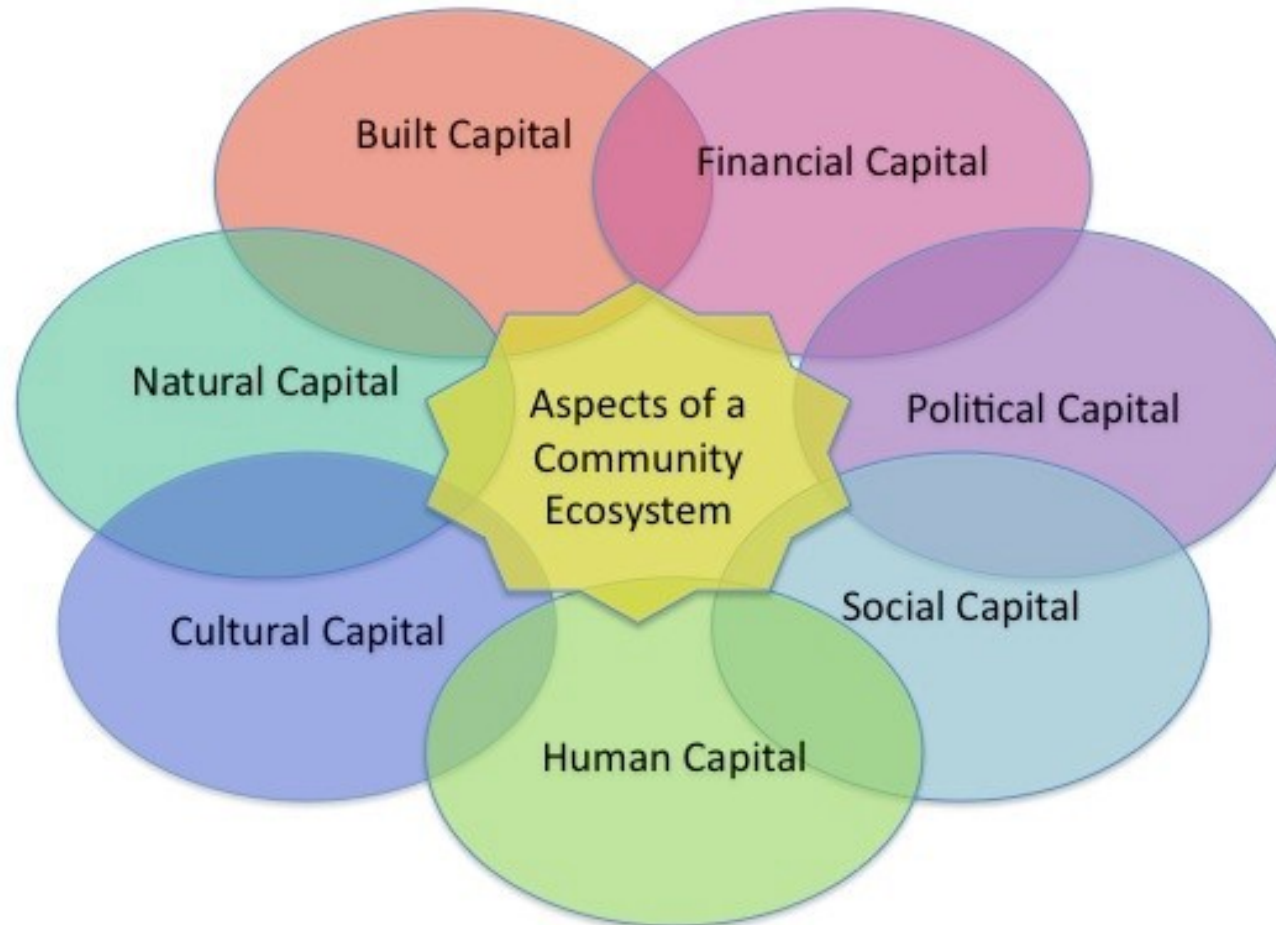 Built Capital
Financial Capital
Natural Capital
Aspects of a
Community
Ecosystem
Political Capital
Cultural Capital
Social Capital
Human Capital